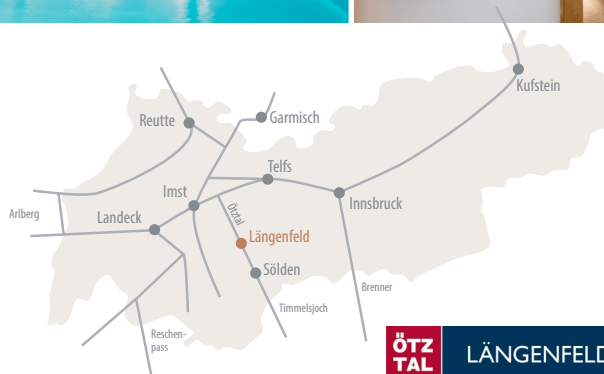 Kufstein
Garmisch
Reutte
Telfs
Imst
Innsbruck
Ötztal
Arlberg
Landeck
Längenfeld
Sölden
Brenner
Timmelsjoch
Reschen-
pass
ÖTZ
TAL
LÄNGENFELD